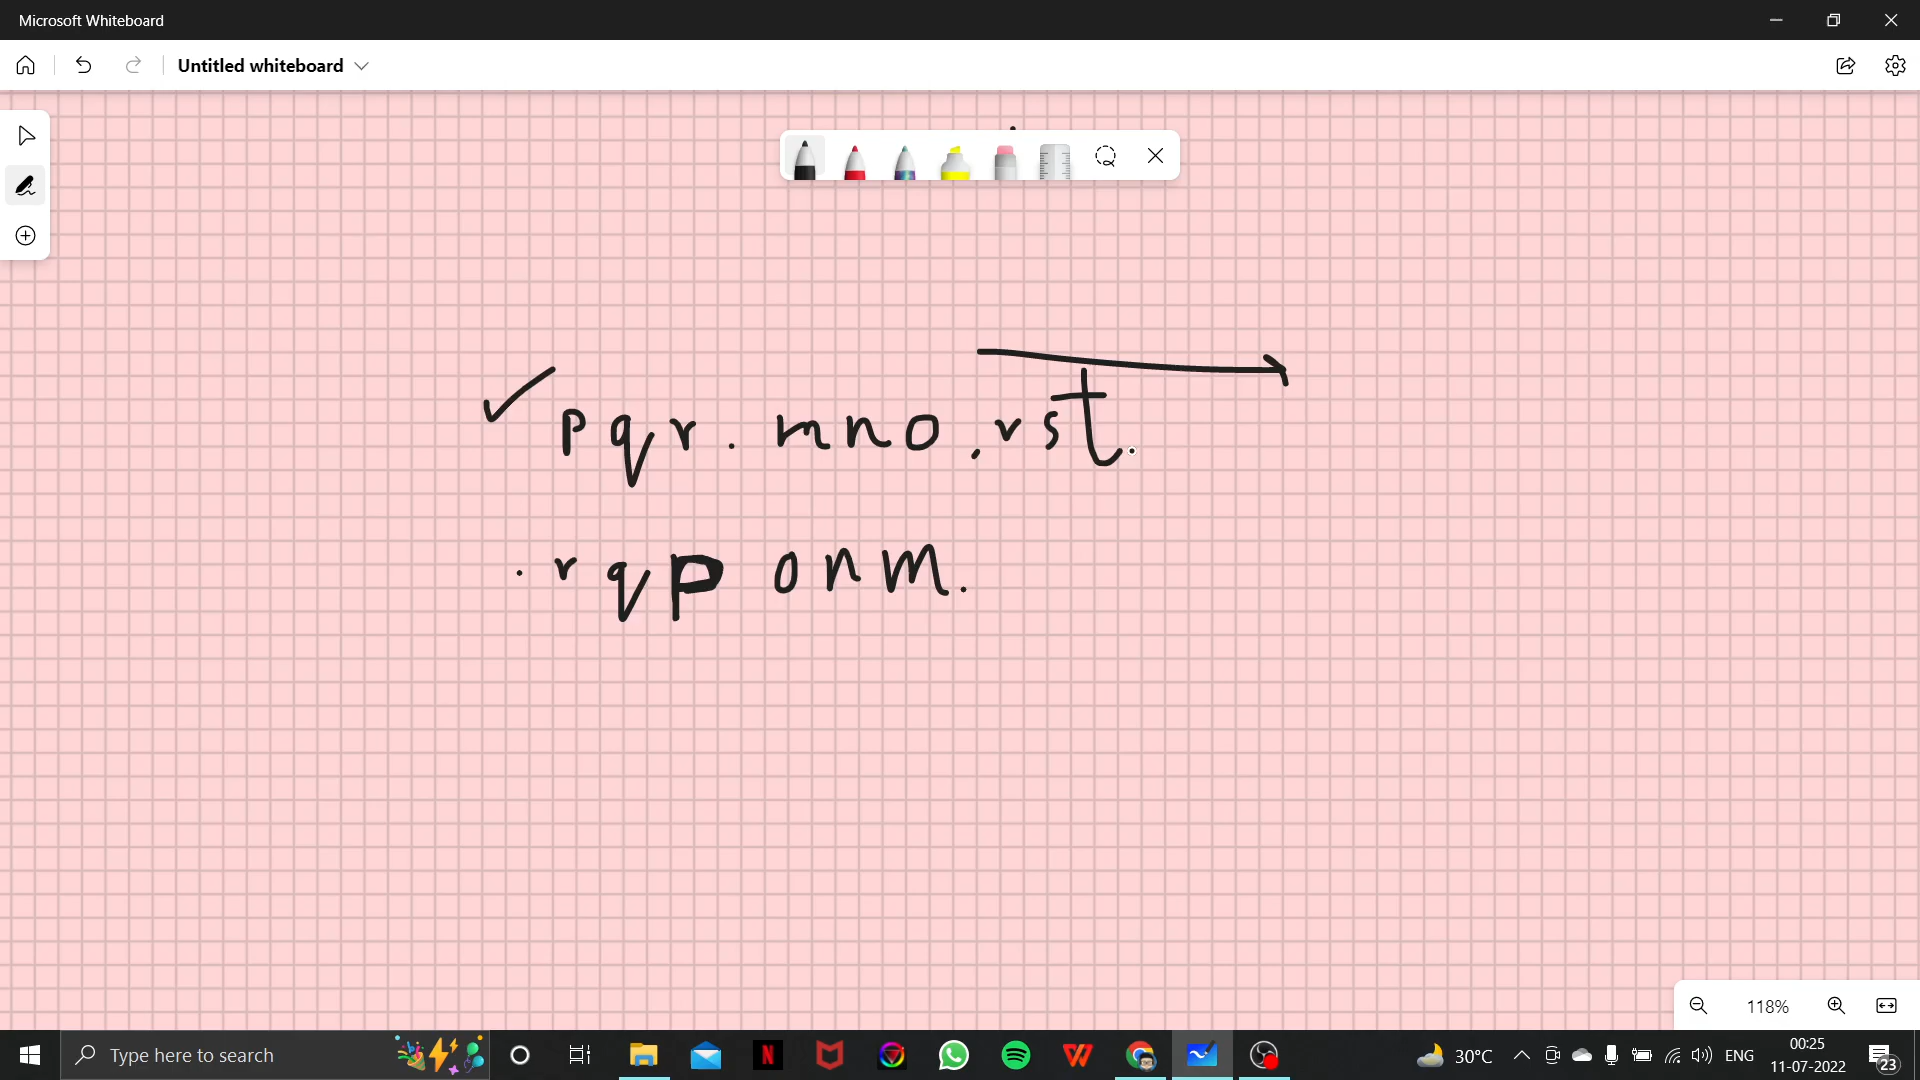 Microsoft Whiteboard
Untitled whiteboard
pqr. mno, rst.
. rqp onm.
118%
Type here to search
30°C
ENG
00:25
11-07-2022
23